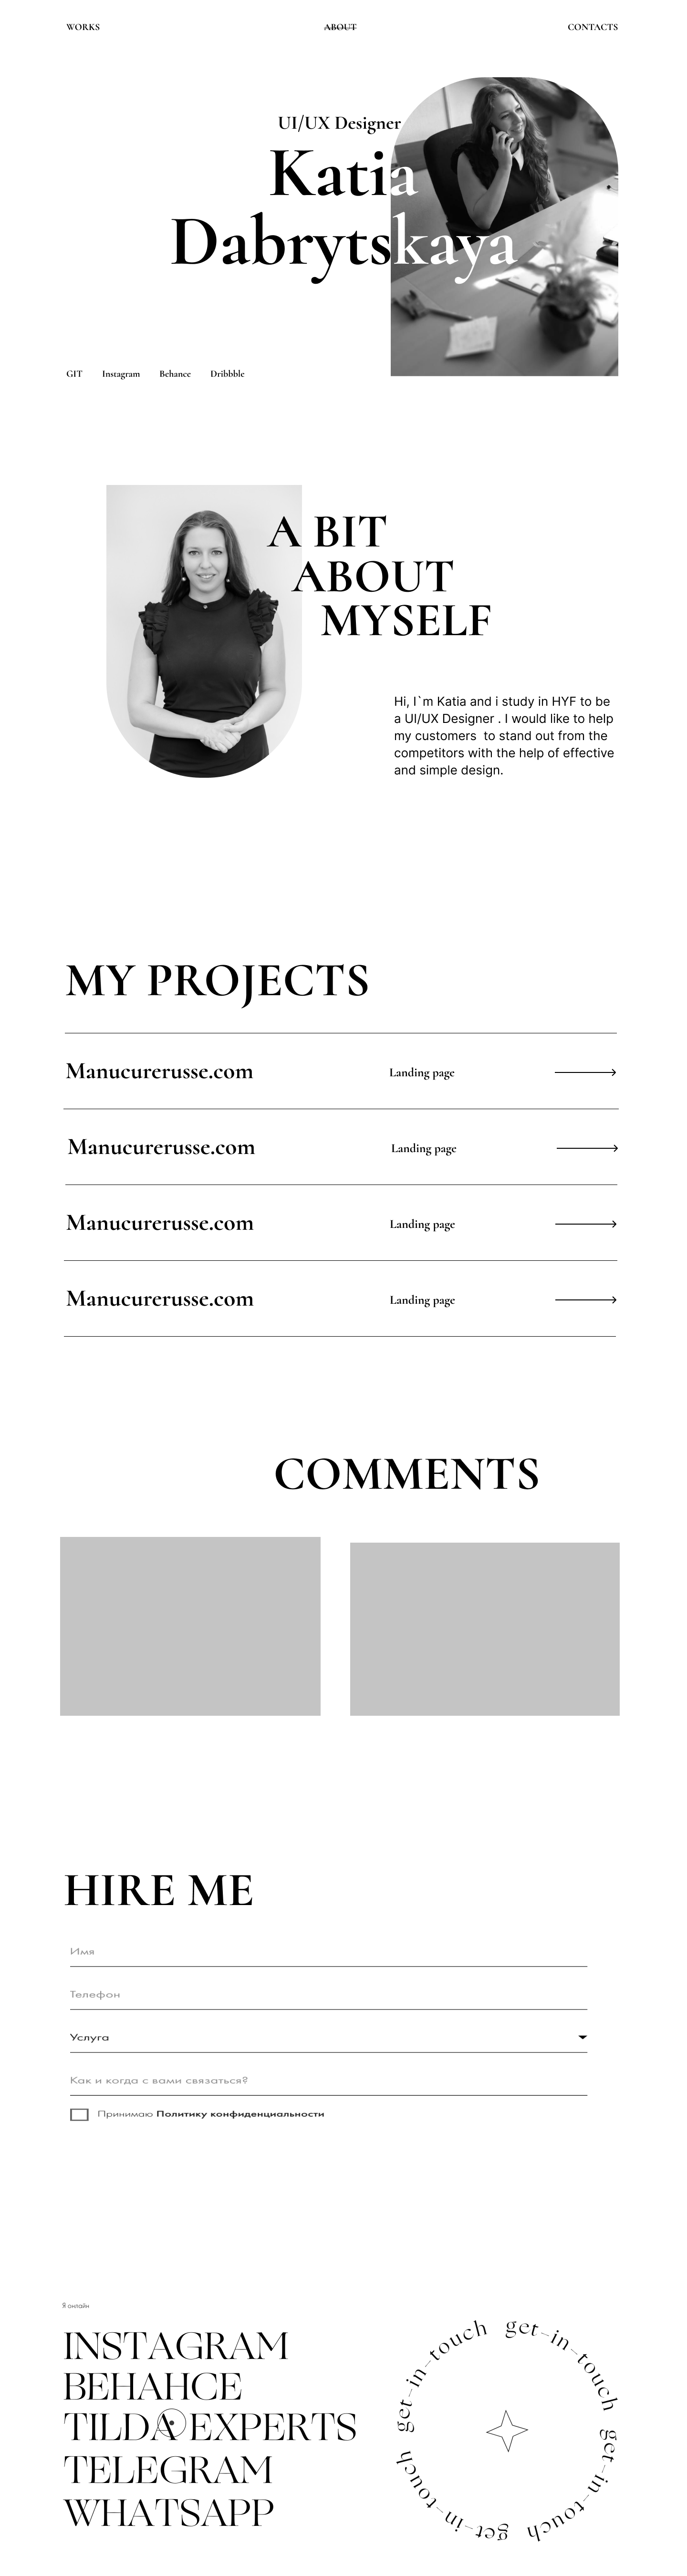 WORKS ABOUT CONTACTS
UI/UX Designer
Katia
Dabrytskaya
GIT Instagram Behance Dribbble
A BIT
ABOUT
MYSELF
Hi, I`m Katia and i study in HYF to be
a UI/UX Designer . I would like to help
my customers to stand out from the
competitors with the help of effective
and simple design.
MY PROJECTS
Manucurerusse.com Landing page
Manucurerusse.com Landing page
Manucurerusse.com Landing page
Manucurerusse.com Landing page
COMMENTS
HIRE ME
Имя
Телефон
Услуга
Как и когда с вами связаться?
Принимаю Политику конфиденциальности
Я онлайн
INSTAGRAM
BEHAHCE
TILDA EXPERTS
TELEGRAM
WHATSAPP
get-in-touch get-in-touch get-in-touch get-in-touch get-in-touch